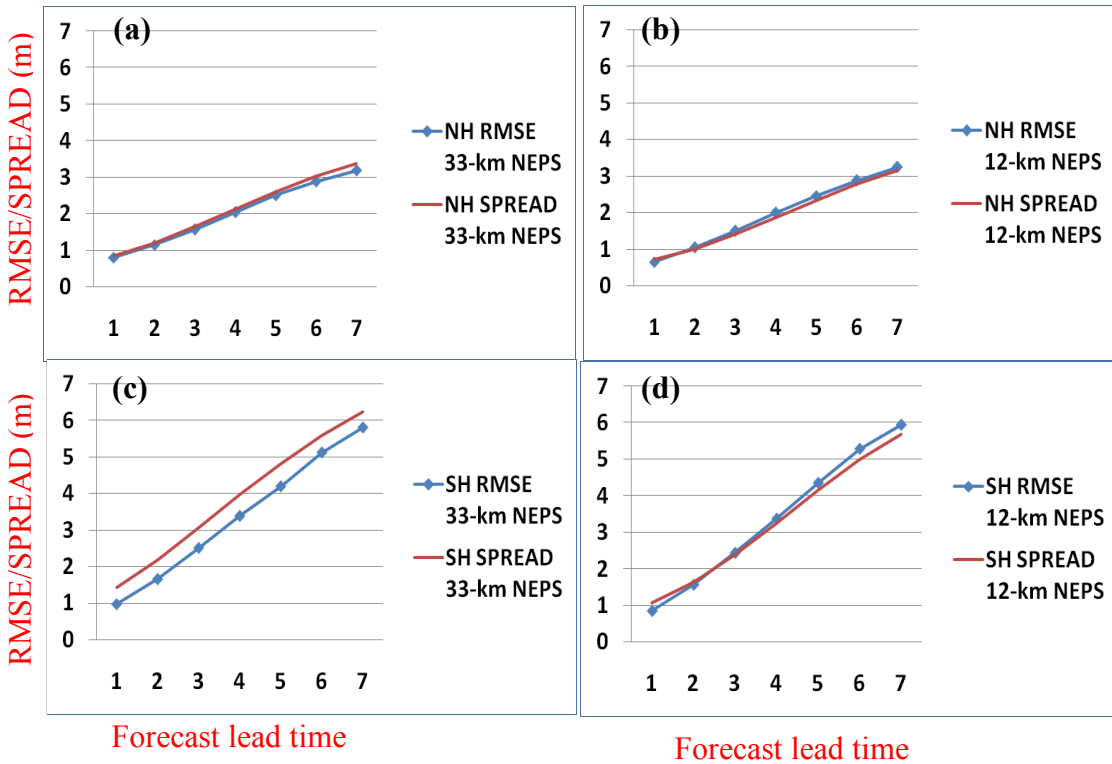 RMSE/SPREAD (m)
(a)
7
6
5
4
3
2
1
0
1 2 3 4 5 6 7
NH RMSE
33-km NEPS
NH SPREAD
33-km NEPS
(b)
7
6
5
4
3
2
1
0
1 2 3 4 5 6 7
NH RMSE
12-km NEPS
NH SPREAD
12-km NEPS
RMSE/SPREAD (m)
(c)
7
6
5
4
3
2
1
0
1 2 3 4 5 6 7
SH RMSE
33-km NEPS
SH SPREAD
33-km NEPS
Forecast lead time
(d)
7
6
5
4
3
2
1
0
1 2 3 4 5 6 7
SH RMSE
12-km NEPS
SH SPREAD
12-km NEPS
Forecast lead time